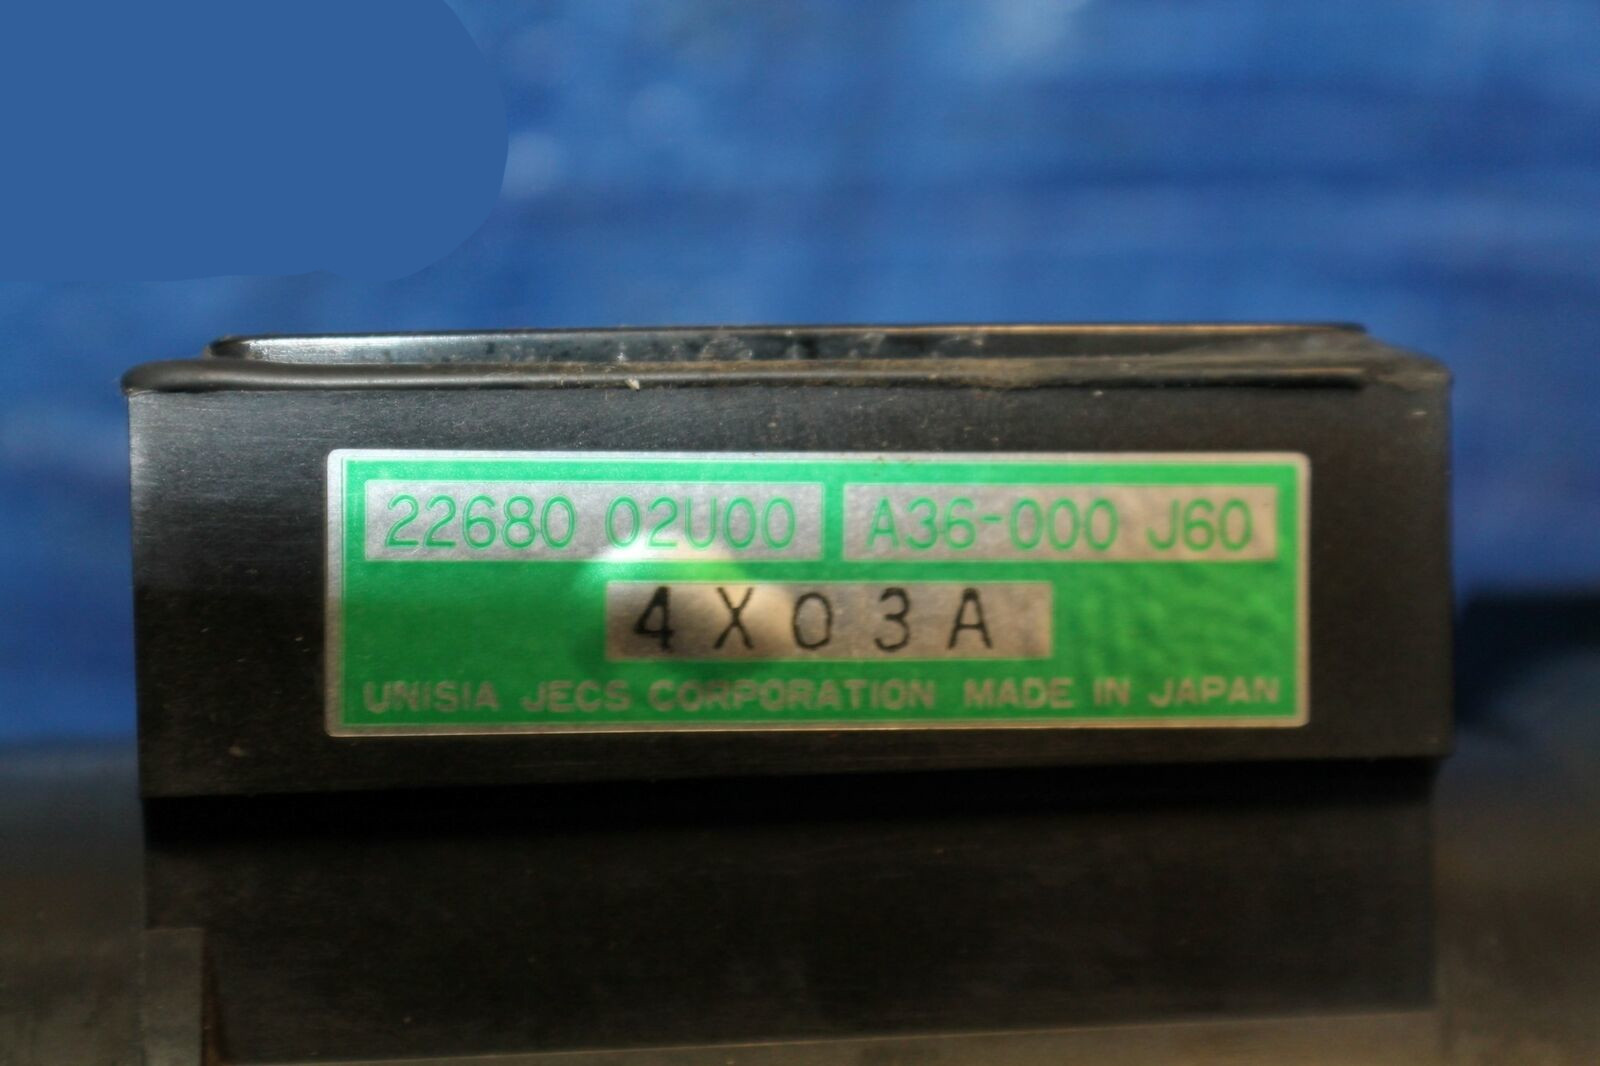 22680 02U00 A36-000 J60
4X03A
UNISIA JECS CORPORATION MADE IN JAPAN